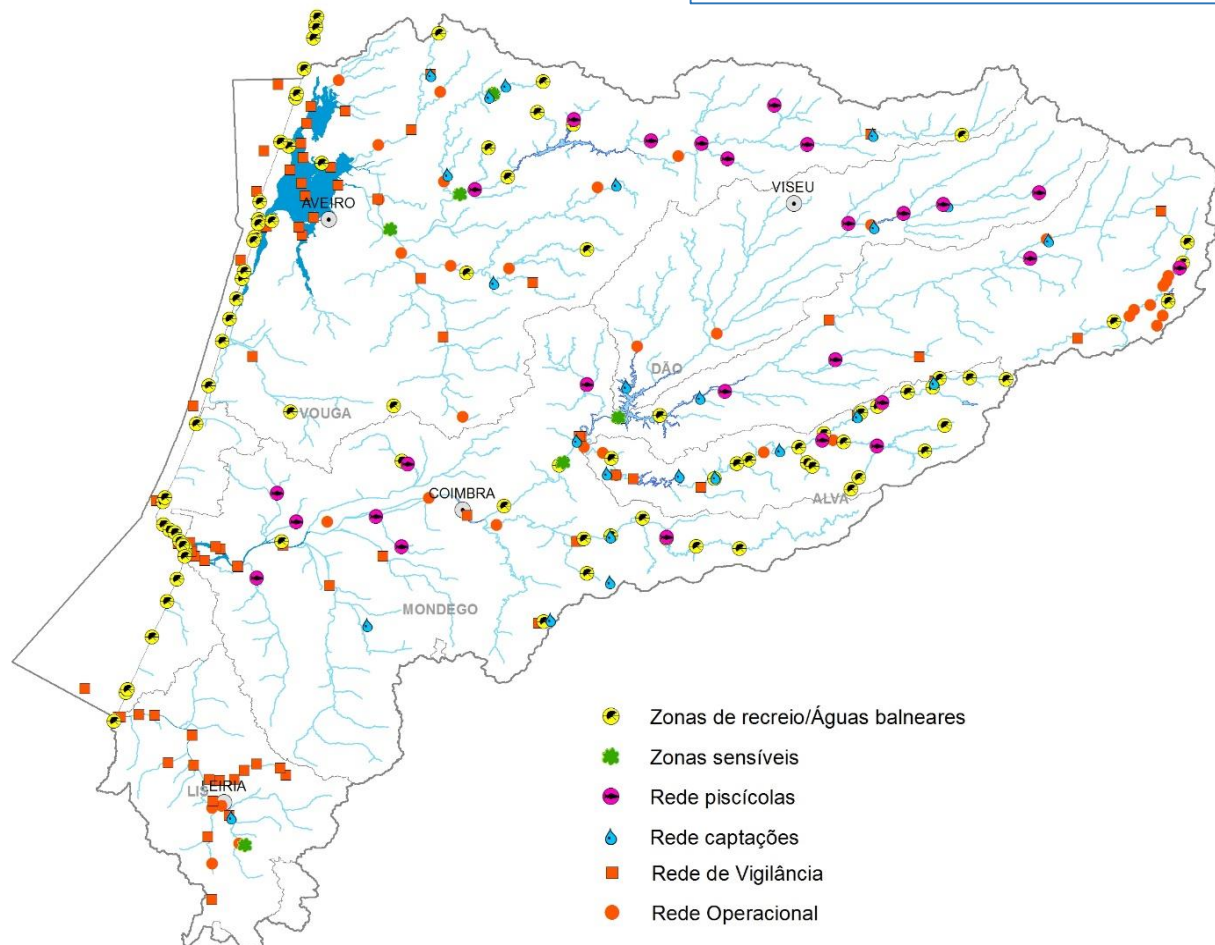 AVEIRO
VISEU
DÃO
VOUGA
COIMBRA
ALVA
MONDEGO
LIS
LEIRIA
Zonas de recreio/Águas balneares
Zonas sensíveis
Rede piscícolas
Rede captações
Rede de Vigilância
Rede Operacional